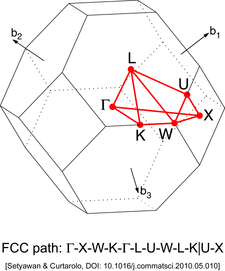 b₂
b₁
L
U
Γ
X
K
W
b₃
FCC path: Γ-X-W-K-Γ-L-U-W-L-K|U-X
[Setyawan & Curtarolo, DOI: 10.1016/j.commatsci.2010.05.010]